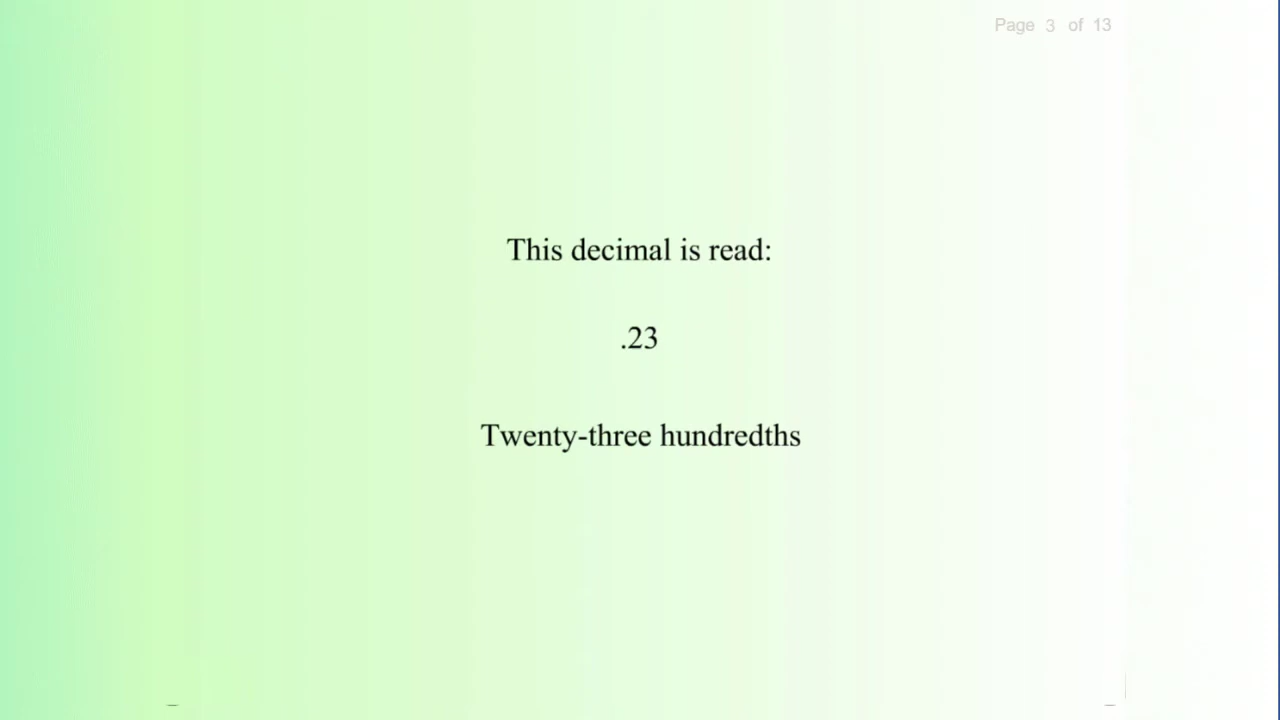 Page 3 of 13
This decimal is read:
.23
Twenty-three hundredths